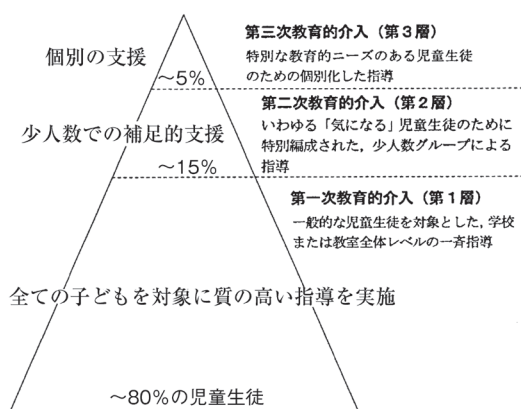 個別の支援
～5%
第三次教育的介入（第３層）
特別な教育的ニーズのある児童生徒
のための個別化した指導
少人数での補足的支援
～15%
第二次教育的介入（第２層）
いわゆる「気になる」児童生徒のために
特別編成された，少人数グループによる
指導
第一次教育的介入（第１層）
一般的な児童生徒を対象とした，学校
または教室全体レベルの一斉指導
全ての子どもを対象に質の高い指導を実施
～80%の児童生徒